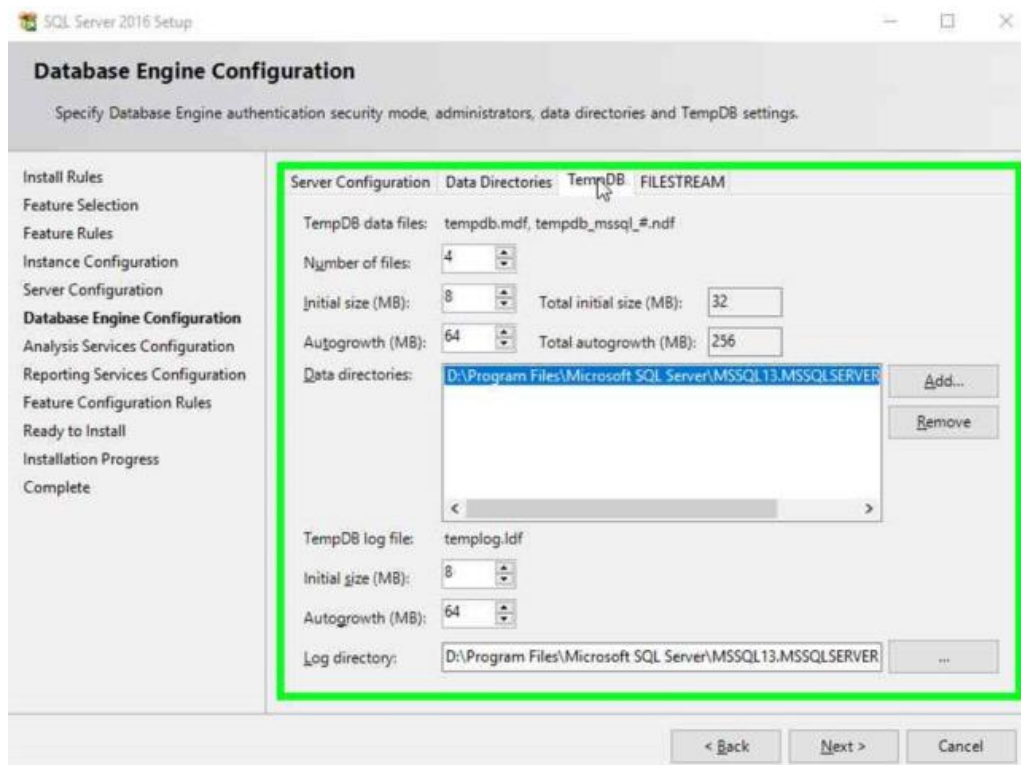 SQL Server 2016 Setup
Database Engine Configuration
Specify Database Engine authentication security mode, administrators, data directories and TempDB settings.
Install Rules
Feature Selection
Feature Rules
Instance Configuration
Server Configuration
Database Engine Configuration
Analysis Services Configuration
Reporting Services Configuration
Feature Configuration Rules
Ready to Install
Installation Progress
Complete
Server Configuration Data Directories TempDB FILESTREAM
TempDB data files: tempdb.mdf, tempdb_mssql_#.ndf
Number of files: 4
Initial size (MB): 8 Total initial size (MB): 32
Autogrowth (MB): 64 Total autogrowth (MB): 256
Data directories: D:\Program Files\Microsoft SQL Server\MSSQL13.MSSQLSERVER Add...
Remove
TempDB log file: templog.ldf
Initial size (MB): 8
Autogrowth (MB): 64
Log directory: D:\Program Files\Microsoft SQL Server\MSSQL13.MSSQLSERVER ...
< Back Next > Cancel